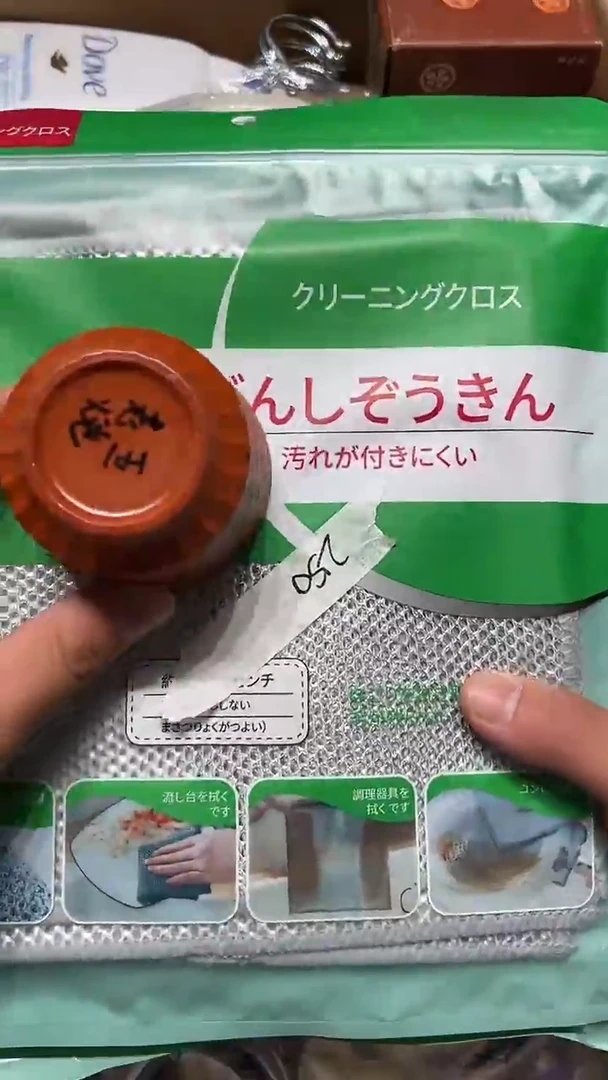 Dove
ングクロス
クリーニングクロス
んしぞうきん
汚れが付きにくい
250
ンチ
しない
まさつりょくがつよい）
流し台を拭く
です
調理器具を
拭くです